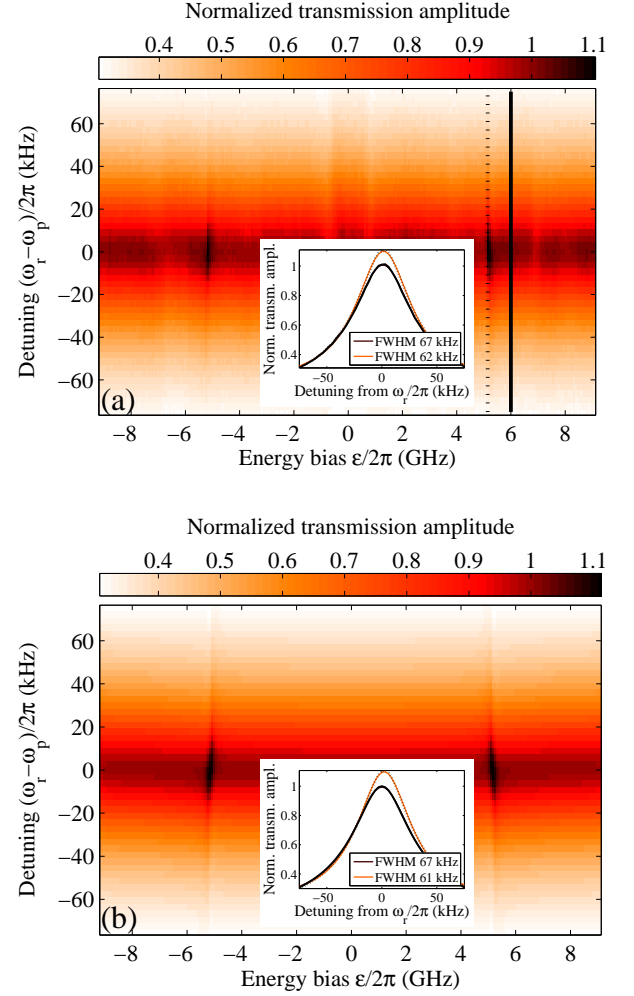 Normalized transmission amplitude
0.4 0.5 0.6 0.7 0.8 0.9 1 1.1
Detuning (ωr−ωp)/2π (kHz)
60
40
20
0
−20
−40
−60
(a)
Norm. transm. ampl.
1
0.8
0.6
0.4
FWHM 67 kHz
FWHM 62 kHz
−50 0 50
Detuning from ωr/2π (kHz)
−8 −6 −4 −2 0 2 4 6 8
Energy bias ε/2π (GHz)
Normalized transmission amplitude
0.4 0.5 0.6 0.7 0.8 0.9 1 1.1
Detuning (ωr−ωp)/2π (kHz)
60
40
20
0
−20
−40
−60
(b)
Norm. transm. ampl.
1
0.8
0.6
0.4
FWHM 67 kHz
FWHM 61 kHz
−50 0 50
Detuning from ωr/2π (kHz)
−8 −6 −4 −2 0 2 4 6 8
Energy bias ε/2π (GHz)